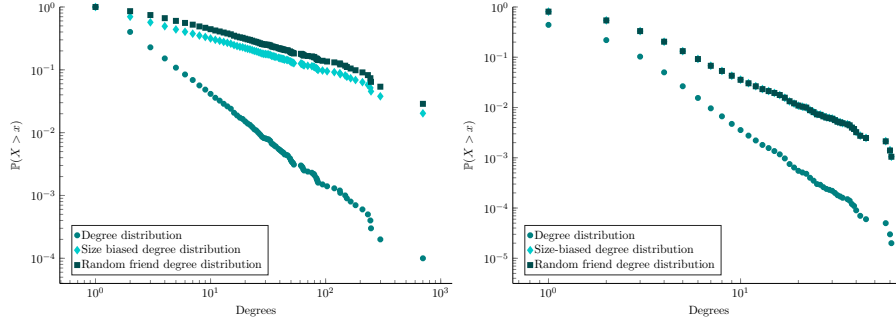 10^0
10^{-1}
10^{-2}
10^{-3}
10^{-4}
ℙ(X > x)
Degree distribution
Size biased degree distribution
Random friend degree distribution
10^0
10^1
10^2
10^3
Degrees
10^0
10^{-1}
10^{-2}
10^{-3}
10^{-4}
10^{-5}
ℙ(X > x)
Degree distribution
Size-biased degree distribution
Random friend degree distribution
10^0
10^1
Degrees